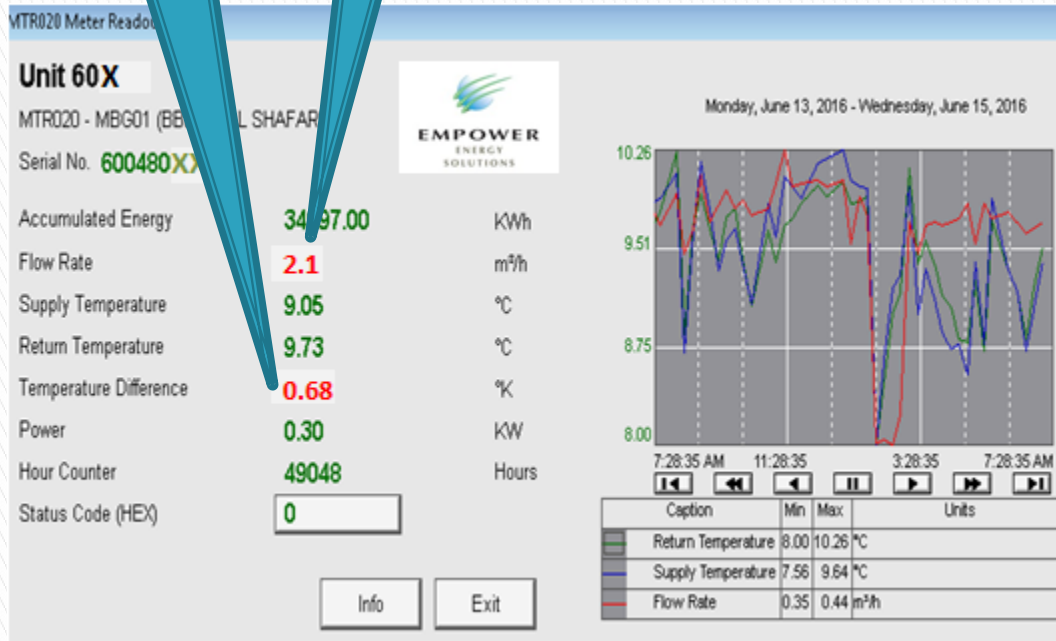 MTR020 Meter Reado
Unit 60X
MTR020 - MBG01 (BB L SHAFAR
Serial No. 600480XX
EMPOWER
ENERGY
SOLUTIONS
Accumulated Energy 34 97.00 KWh
Flow Rate 2.1 m³/h
Supply Temperature 9.05 °C
Return Temperature 9.73 °C
Temperature Difference 0.68 °K
Power 0.30 KW
Hour Counter 49048 Hours
Status Code (HEX) 0
Info Exit
Monday, June 13, 2016 - Wednesday, June 15, 2016
10.26
9.51
8.75
8.00
7:28:35 AM 11:28:35 3:28:35 7:28:35 AM
Caption Min Max Units
Return Temperature 8.00 10.26 °C
Supply Temperature 7.56 9.64 °C
Flow Rate 0.35 0.44 m³/h